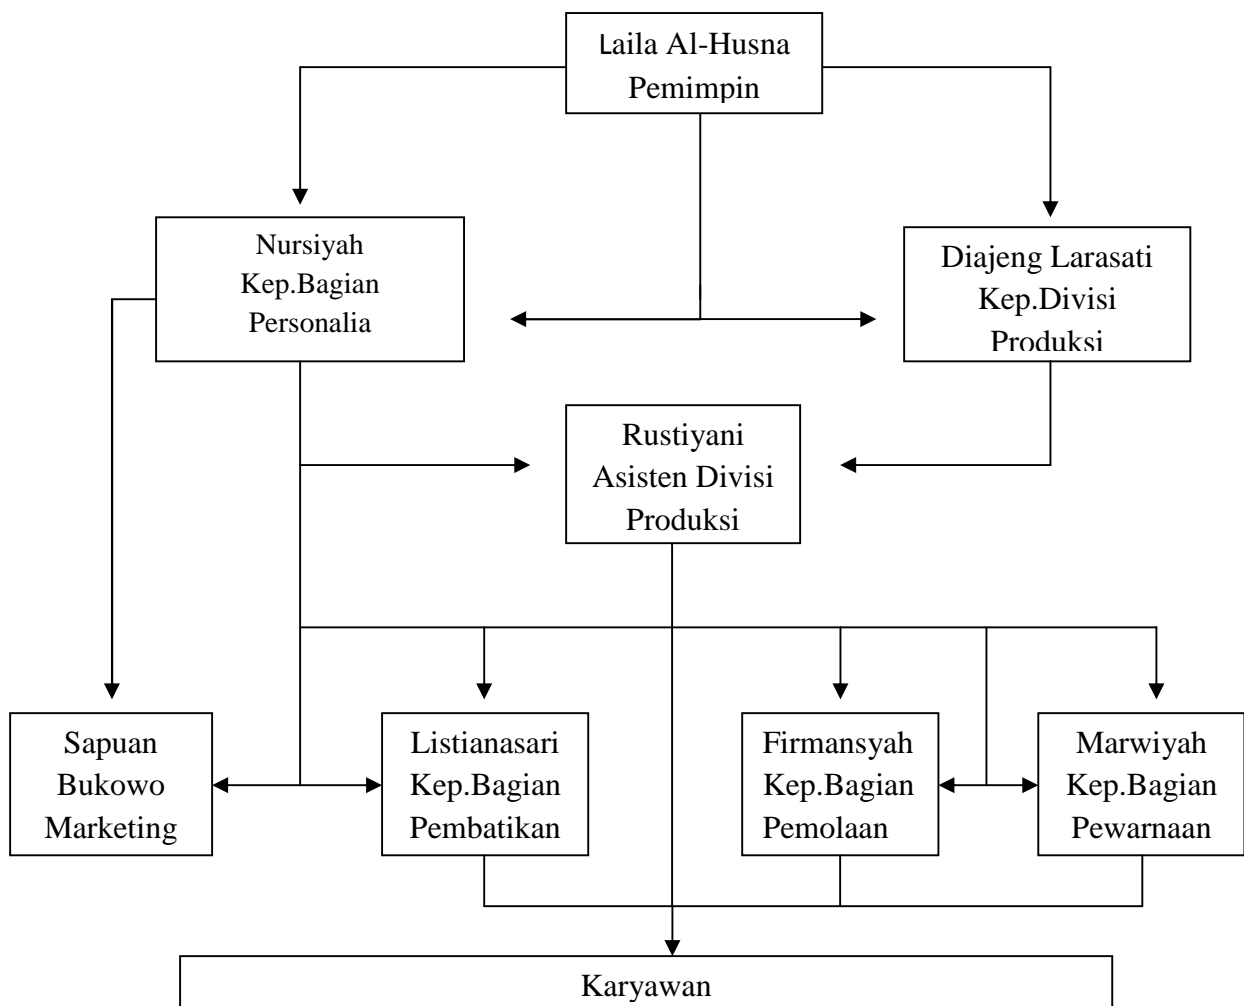 Laila Al-Husna
Pemimpin
Nursiyah
Kep.Bagian
Personalia
Diajeng Larasati
Kep.Divisi
Produksi
Rustiyani
Asisten Divisi
Produksi
Sapuan
Bukowo
Marketing
Listianasari
Kep.Bagian
Pembatikan
Firmansyah
Kep.Bagian
Pemolaan
Marwiyah
Kep.Bagian
Pewarnaan
Karyawan